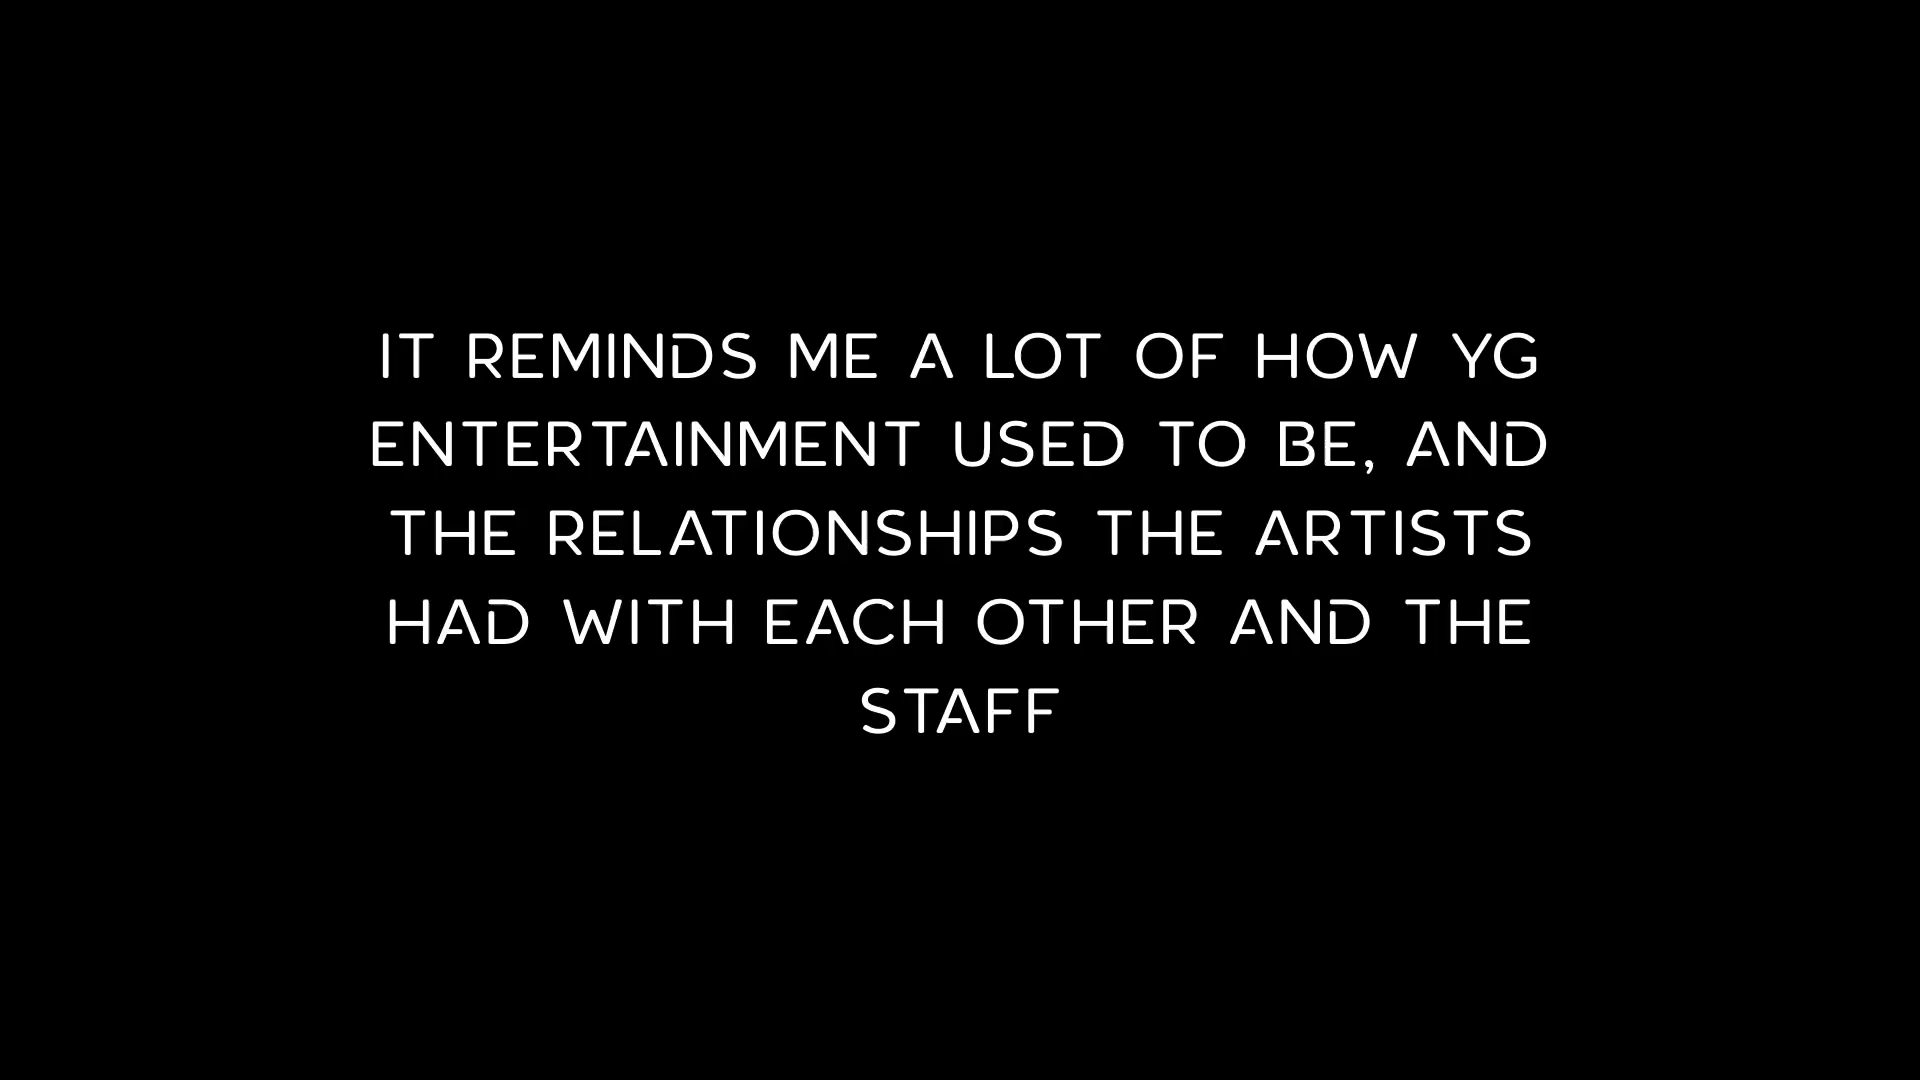 IT REMINDS ME A LOT OF HOW YG
ENTERTAINMENT USED TO BE, AND
THE RELATIONSHIPS THE ARTISTS
HAD WITH EACH OTHER AND THE
STAFF